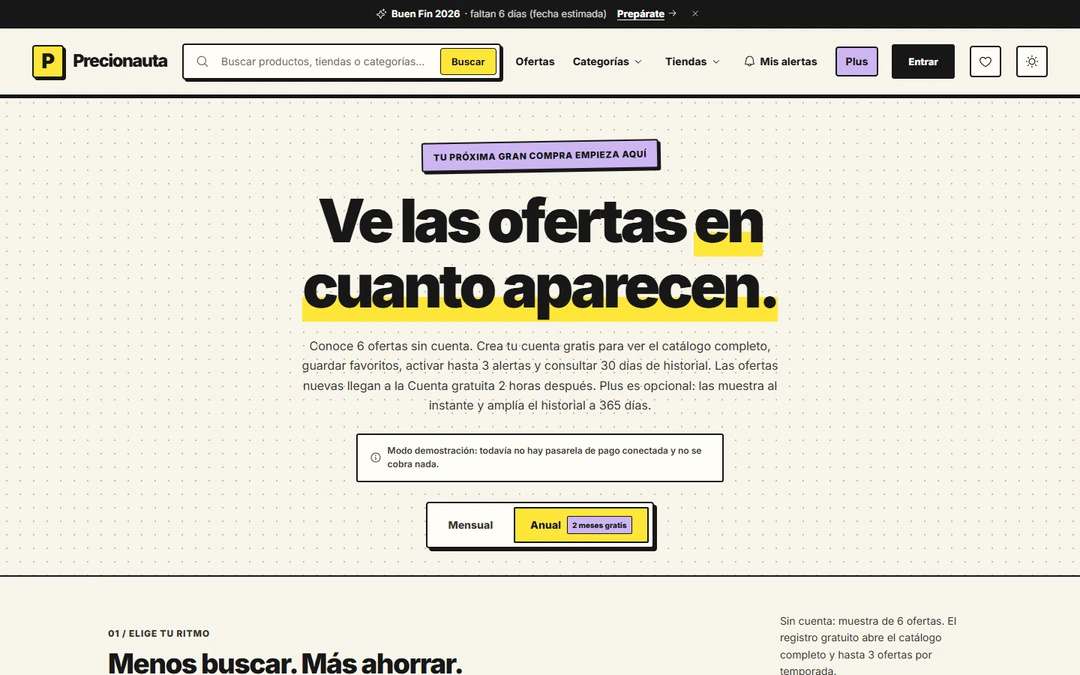 Buen Fin 2026 · faltan 6 días (fecha estimada) Prepárate →
P Precionauta
Buscar productos, tiendas o categorías... Buscar
Ofertas Categorías Tiendas Mis alertas Plus Entrar
TU PRÓXIMA GRAN COMPRA EMPIEZA AQUÍ
Ve las ofertas en
cuanto aparecen.
Conoce 6 ofertas sin cuenta. Crea tu cuenta gratis para ver el catálogo completo,
guardar favoritos, activar hasta 3 alertas y consultar 30 días de historial. Las ofertas
nuevas llegan a la Cuenta gratuita 2 horas después. Plus es opcional: las muestra al
instante y amplía el historial a 365 días.
Modo demostración: todavía no hay pasarela de pago conectada y no se
cobra nada.
Mensual Anual 2 meses gratis
01 / ELIGE TU RITMO
Menos buscar. Más ahorrar.
Sin cuenta: muestra de 6 ofertas. El
registro gratuito abre el catálogo
completo y hasta 3 ofertas por
temporada.